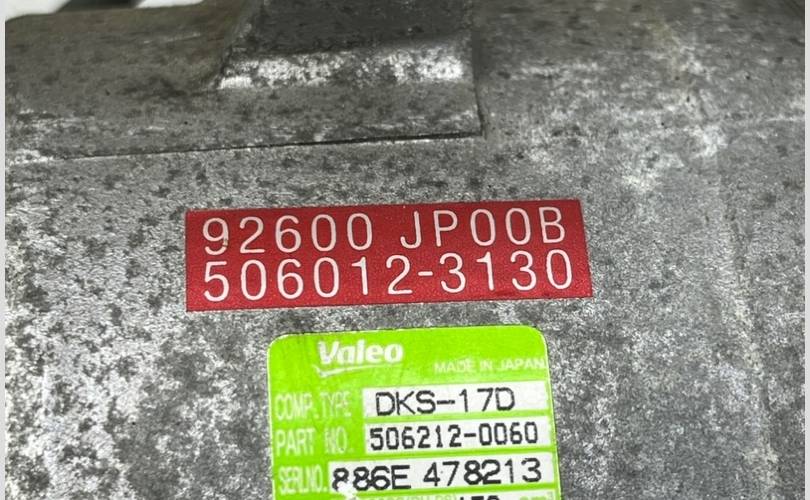 92600 JP00B
506012-3130
Valeo
MADE IN JAPAN
COMP. TYPE DKS-17D
PART NO. 506212-0060
SERL NO. 886E 478213